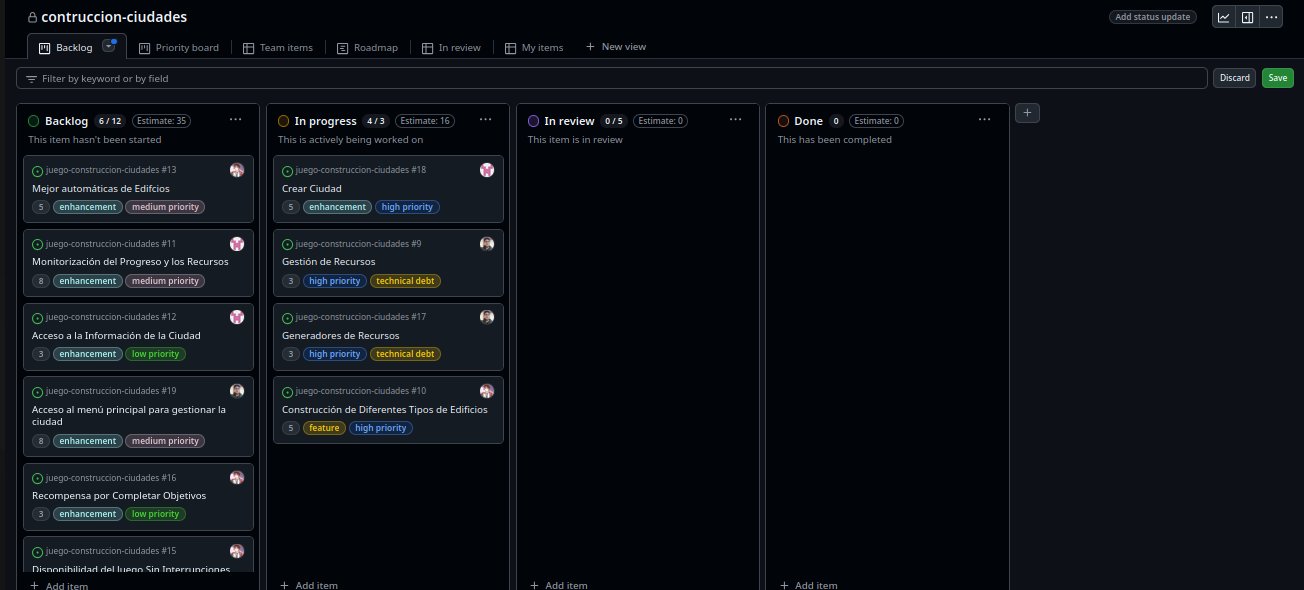 contruccion-ciudades
Add status update
Backlog
Priority board
Team items
Roadmap
In review
My items
New view
Filter by keyword or by field
Discard
Save
Backlog 6 / 12 Estimate: 35
This item hasn't been started
juego-construccion-ciudades #13
Mejor automáticas de Edifcios
5 enhancement medium priority
juego-construccion-ciudades #11
Monitorización del Progreso y los Recursos
8 enhancement medium priority
juego-construccion-ciudades #12
Acceso a la Información de la Ciudad
3 enhancement low priority
juego-construccion-ciudades #19
Acceso al menú principal para gestionar la
ciudad
8 enhancement medium priority
juego-construccion-ciudades #16
Recompensa por Completar Objetivos
3 enhancement low priority
juego-construccion-ciudades #15
Disponibilidad del Juego Sin Interrupciones
Add item
In progress 4 / 3 Estimate: 16
This is actively being worked on
juego-construccion-ciudades #18
Crear Ciudad
5 enhancement high priority
juego-construccion-ciudades #9
Gestión de Recursos
3 high priority technical debt
juego-construccion-ciudades #17
Generadores de Recursos
3 high priority technical debt
juego-construccion-ciudades #10
Construcción de Diferentes Tipos de Edificios
5 feature high priority
Add item
In review 0 / 5 Estimate: 0
This item is in review
Add item
Done 0 Estimate: 0
This has been completed
Add item